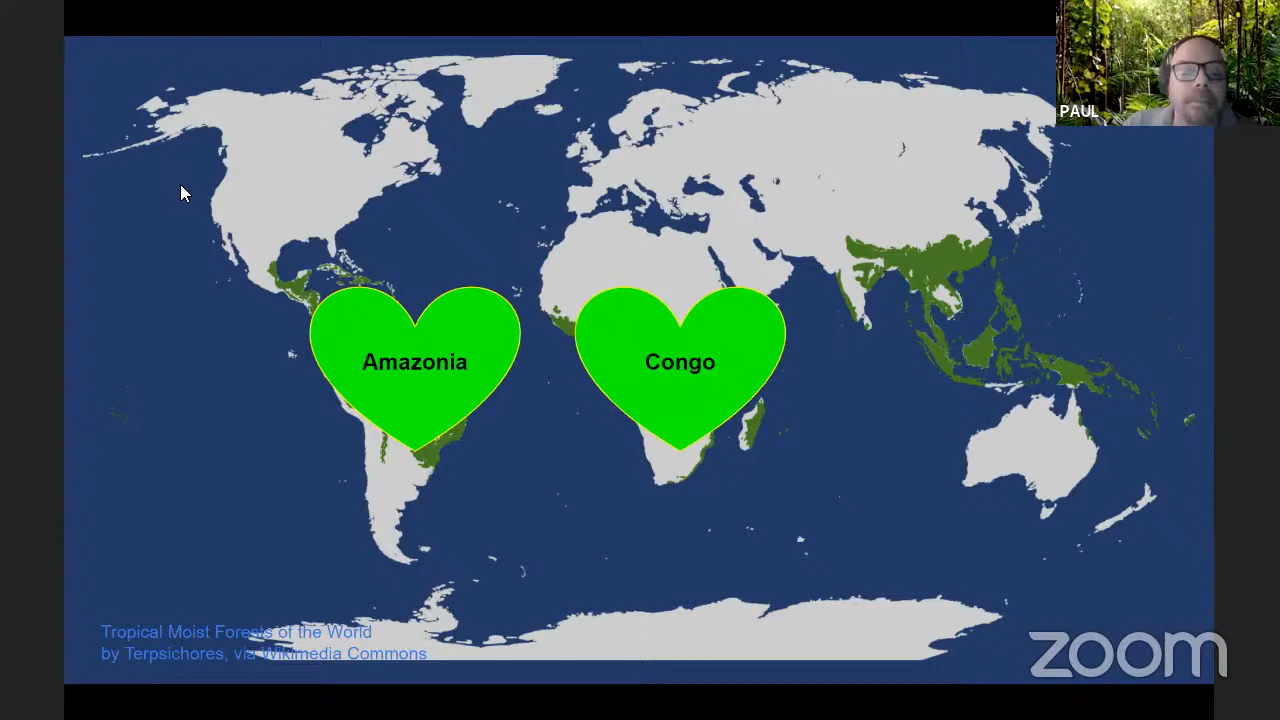 PAUL
Amazonia
Congo
Tropical Moist Forests of the World
by Terpsichores, via Wikimedia Commons
zoom